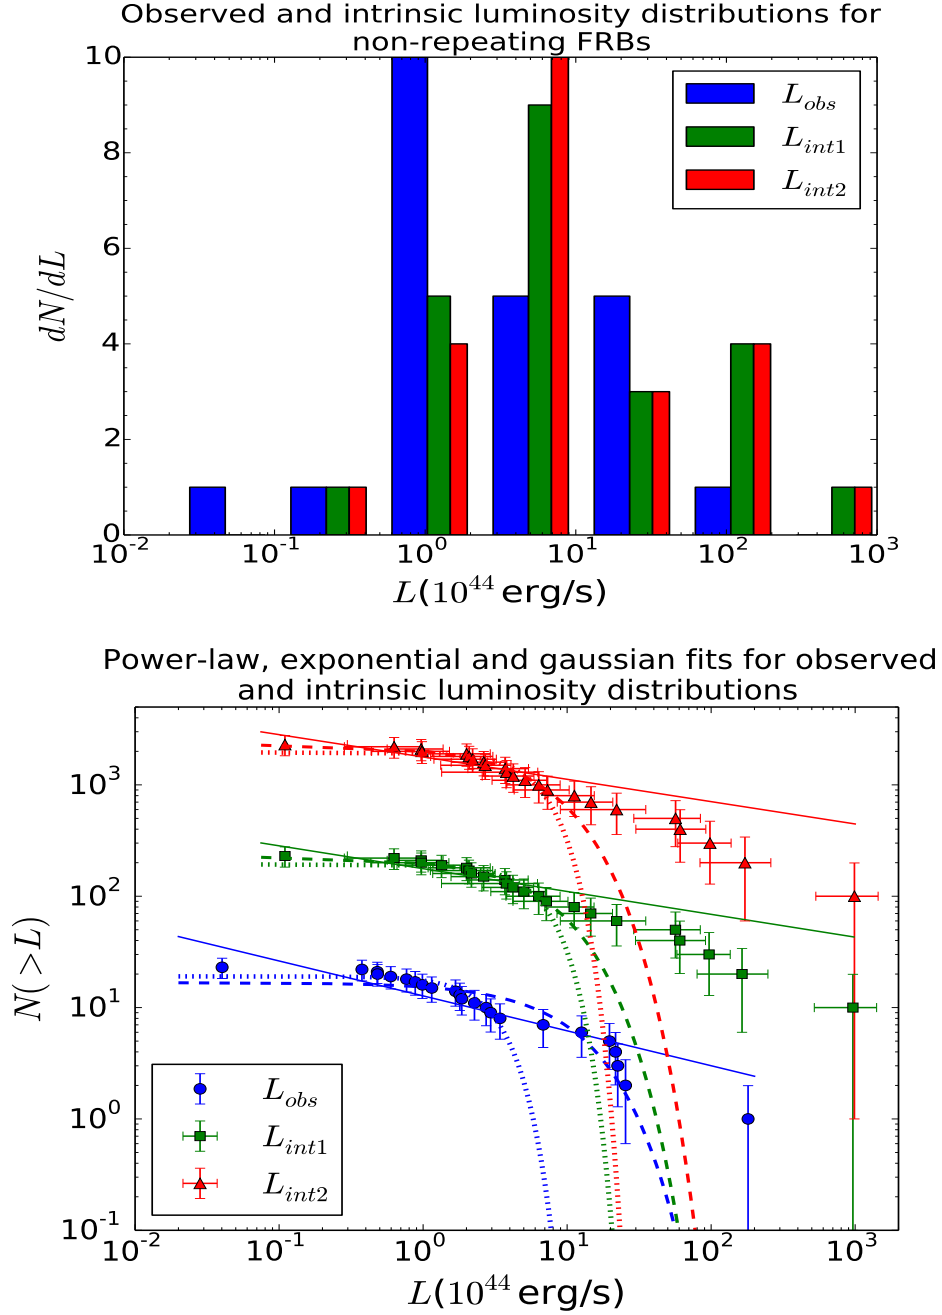 Observed and intrinsic luminosity distributions for
non-repeating FRBs
10
8
6
4
2
0
dN/dL
L_obs
L_int1
L_int2
10^-2 10^-1 10^0 10^1 10^2 10^3
L(10^44 erg/s)
Power-law, exponential and gaussian fits for observed
and intrinsic luminosity distributions
10^3
10^2
10^1
10^0
10^-1
N(>L)
L_obs
L_int1
L_int2
10^-2 10^-1 10^0 10^1 10^2 10^3
L(10^44 erg/s)